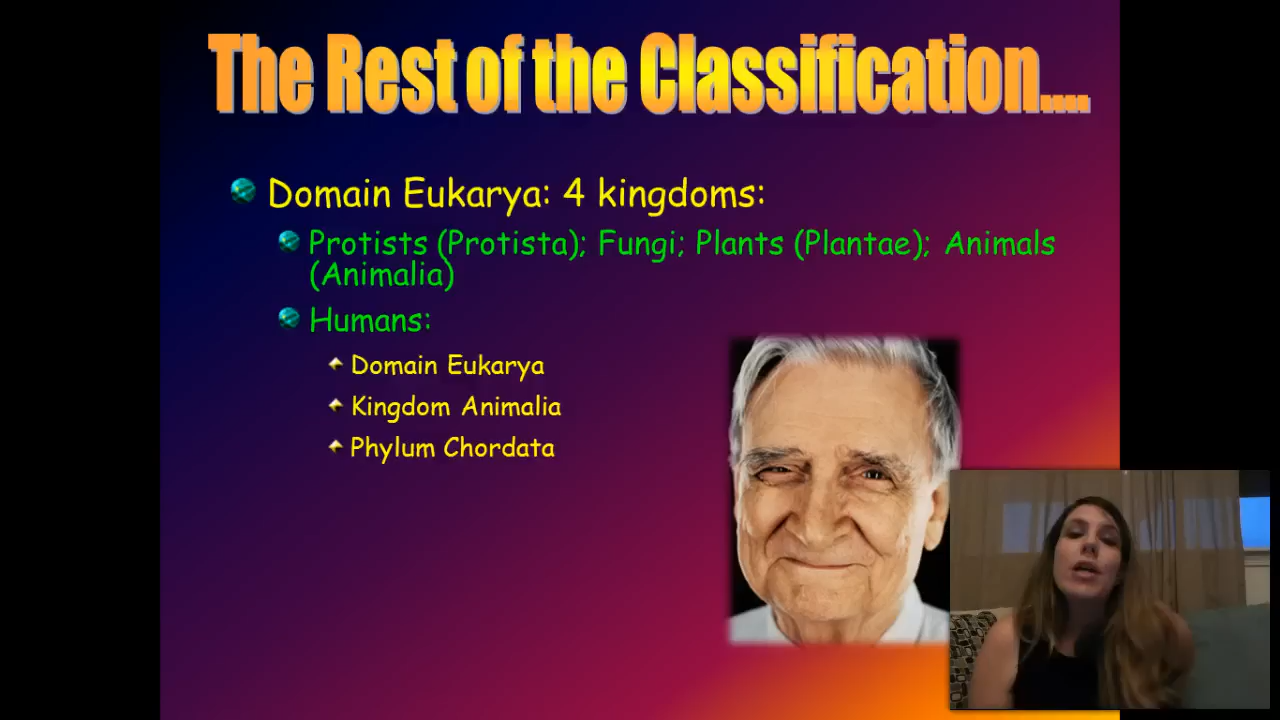 The Rest of the Classification....
Domain Eukarya: 4 kingdoms:
Protists (Protista); Fungi; Plants (Plantae); Animals
(Animalia)
Humans:
Domain Eukarya
Kingdom Animalia
Phylum Chordata